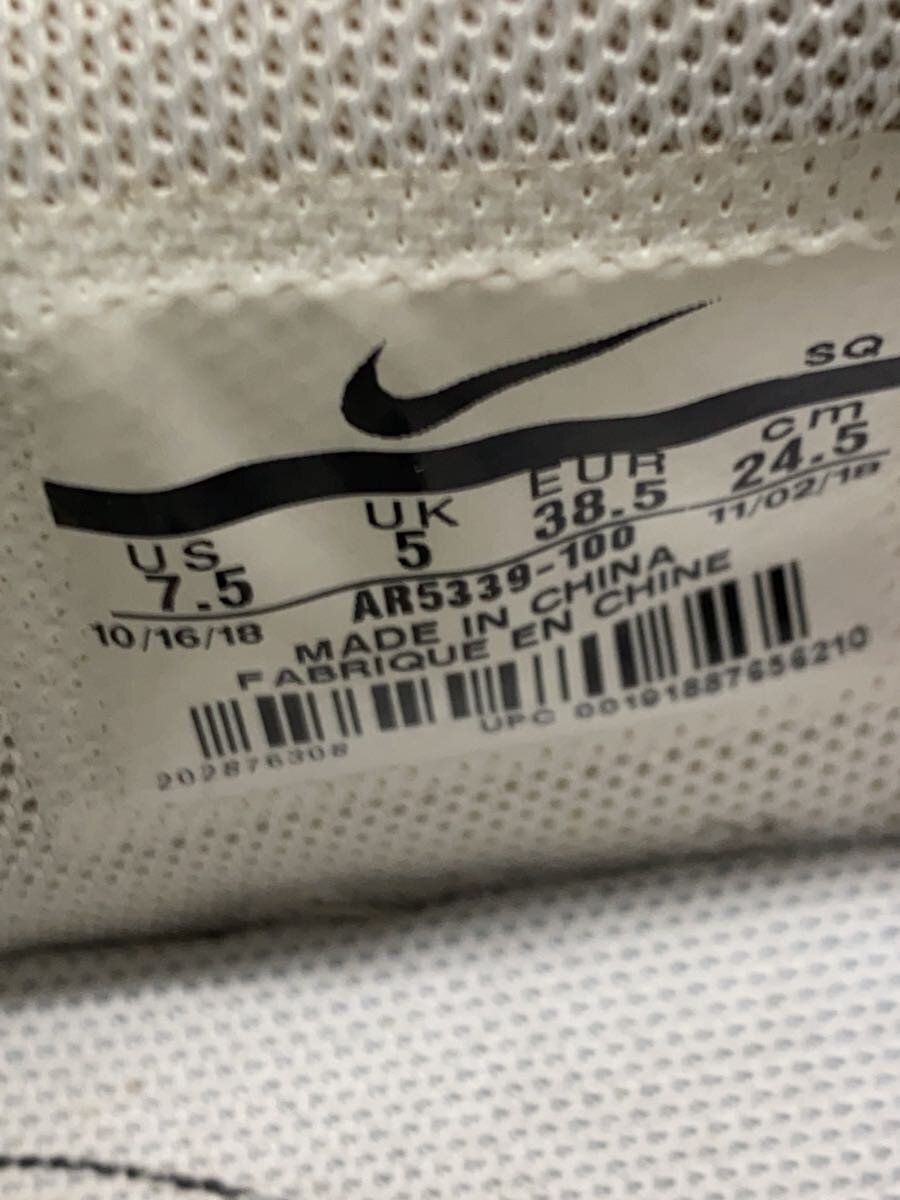 SQ
US UK EUR cm
7.5 5 38.5 24.5
10/16/18 AR5339-100 11/02/18
MADE IN CHINA
FABRIQUE EN CHINE
202876308 UPC 00191887656210